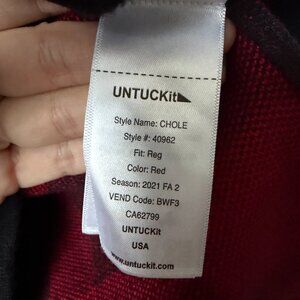 UNTUCKit
Style Name: CHOLE
Style #: 40962
Fit: Reg
Color: Red
Season: 2021 FA 2
VEND Code: BWF3
CA62799
UNTUCKit
USA
www.untuckit.com